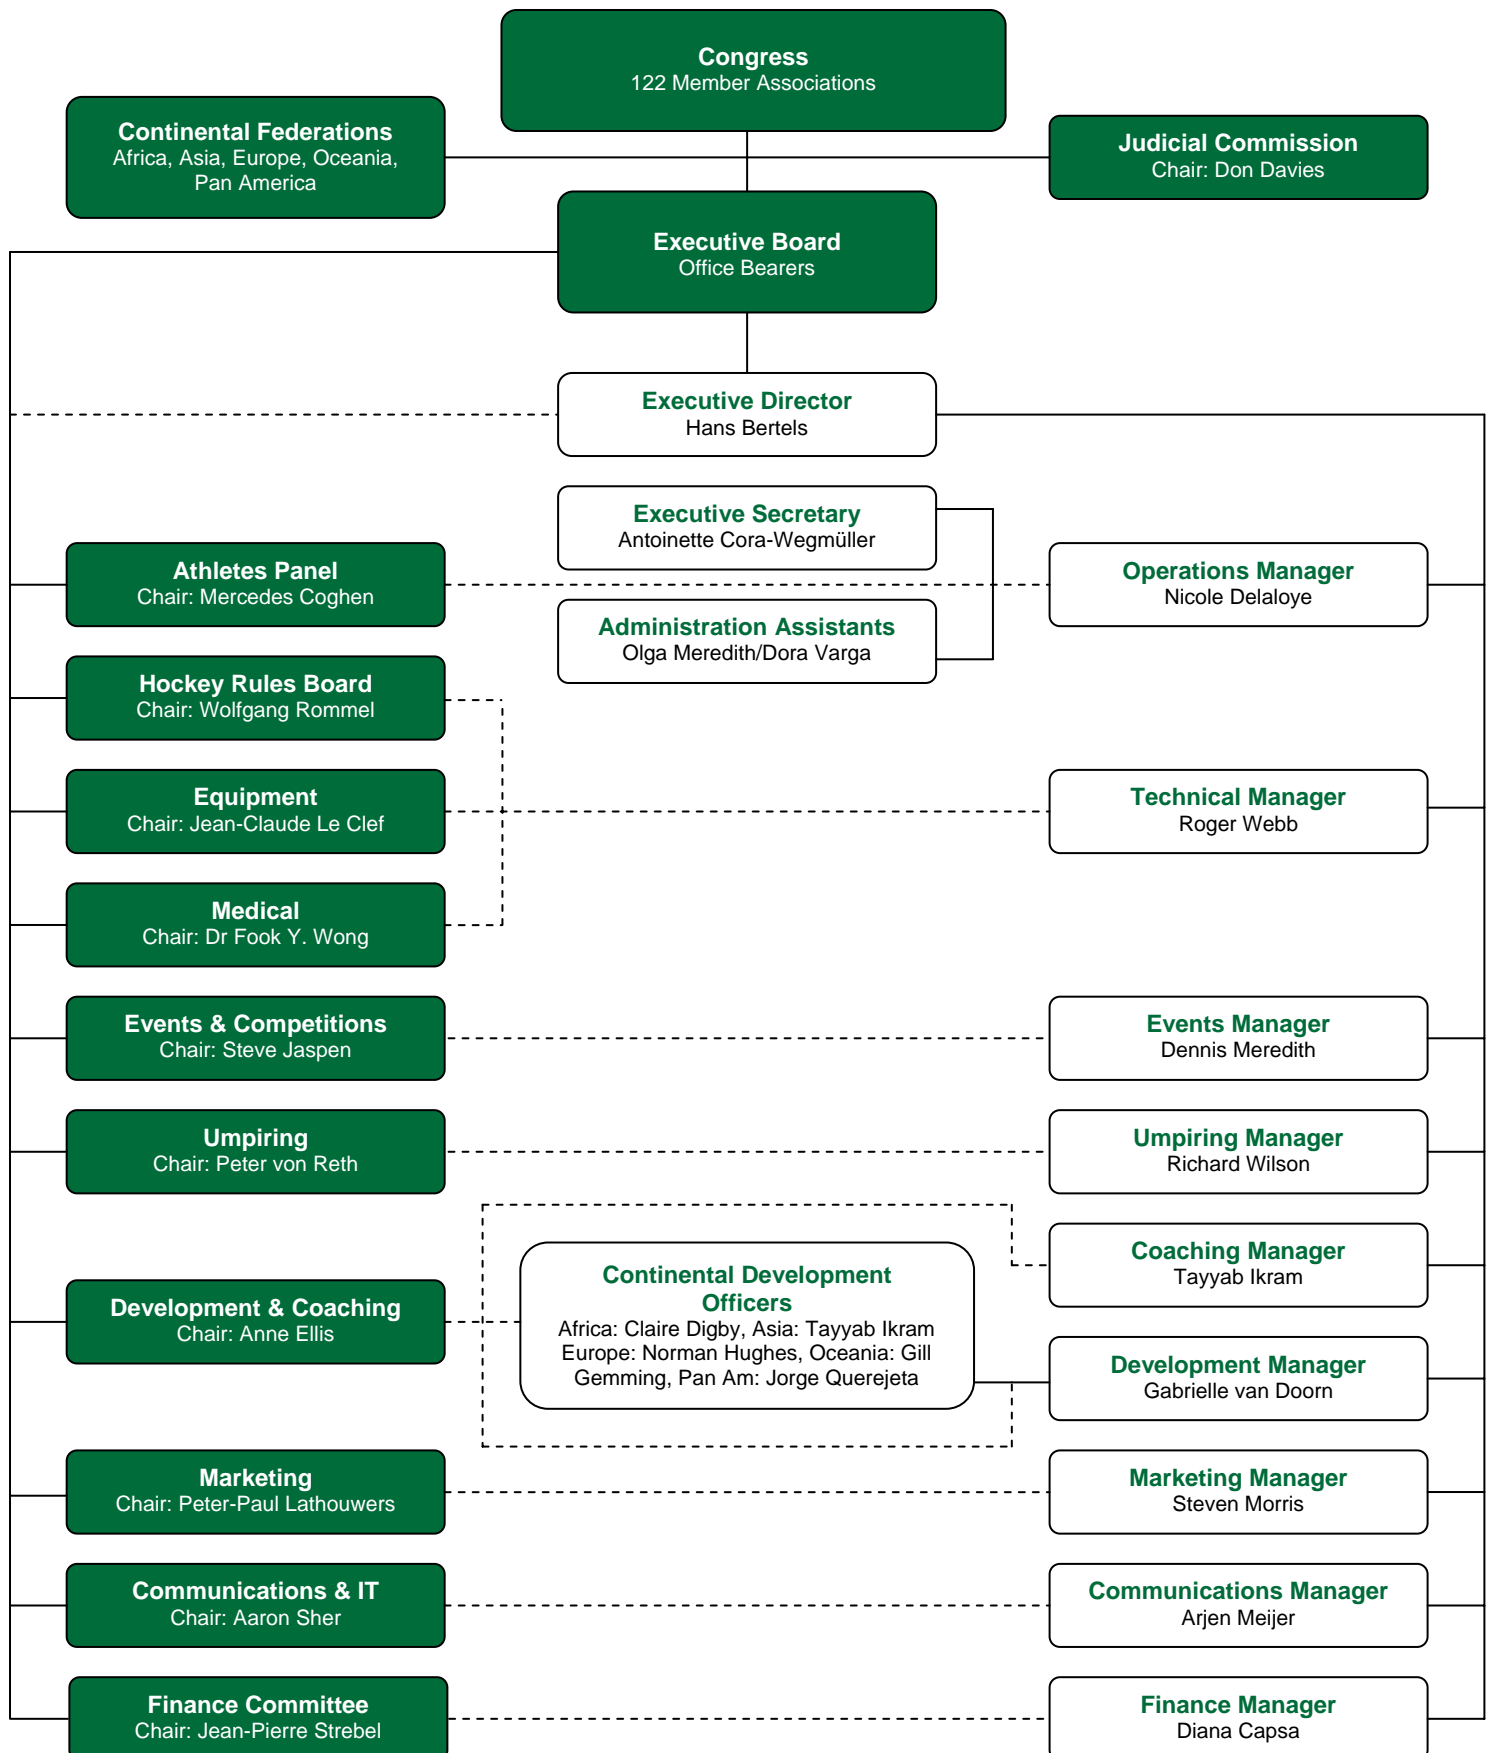 Congress
122 Member Associations
Continental Federations
Africa, Asia, Europe, Oceania,
Pan America
Judicial Commission
Chair: Don Davies
Executive Board
Office Bearers
Executive Director
Hans Bertels
Executive Secretary
Antoinette Cora-Wegmüller
Athletes Panel
Chair: Mercedes Coghen
Operations Manager
Nicole Delaloye
Administration Assistants
Olga Meredith/Dora Varga
Hockey Rules Board
Chair: Wolfgang Rommel
Equipment
Chair: Jean-Claude Le Clef
Technical Manager
Roger Webb
Medical
Chair: Dr Fook Y. Wong
Events & Competitions
Chair: Steve Jaspen
Events Manager
Dennis Meredith
Umpiring
Chair: Peter von Reth
Umpiring Manager
Richard Wilson
Coaching Manager
Tayyab Ikram
Development & Coaching
Chair: Anne Ellis
Continental Development
Officers
Africa: Claire Digby, Asia: Tayyab Ikram
Europe: Norman Hughes, Oceania: Gill
Gemming, Pan Am: Jorge Querejeta
Development Manager
Gabrielle van Doorn
Marketing
Chair: Peter-Paul Lathouwers
Marketing Manager
Steven Morris
Communications & IT
Chair: Aaron Sher
Communications Manager
Arjen Meijer
Finance Committee
Chair: Jean-Pierre Strebel
Finance Manager
Diana Capsa